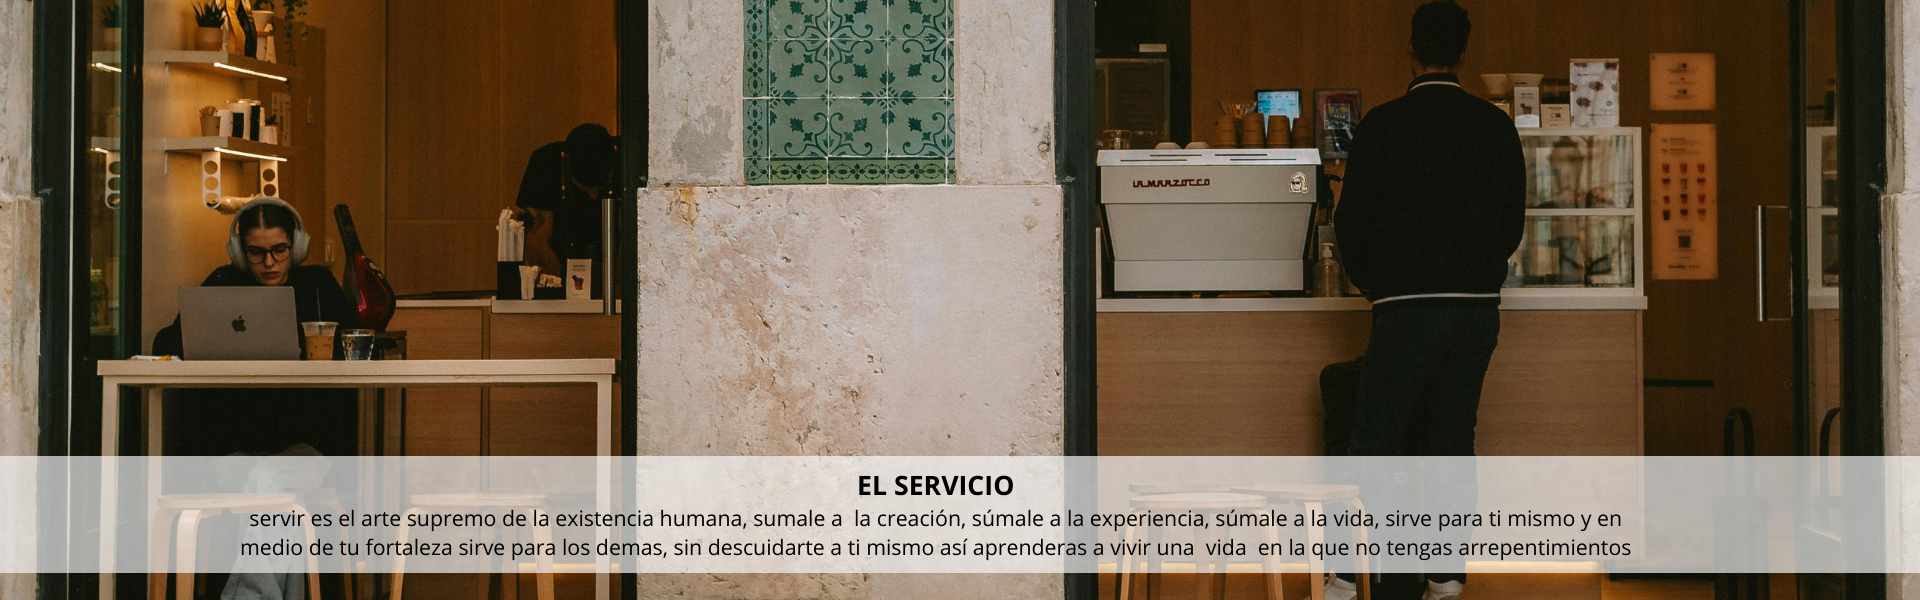 LA MARZOCCO
EL SERVICIO
servir es el arte supremo de la existencia humana, sumale a la creación, súmale a la experiencia, súmale a la vida, sirve para ti mismo y en
medio de tu fortaleza sirve para los demas, sin descuidarte a ti mismo así aprenderas a vivir una vida en la que no tengas arrepentimientos